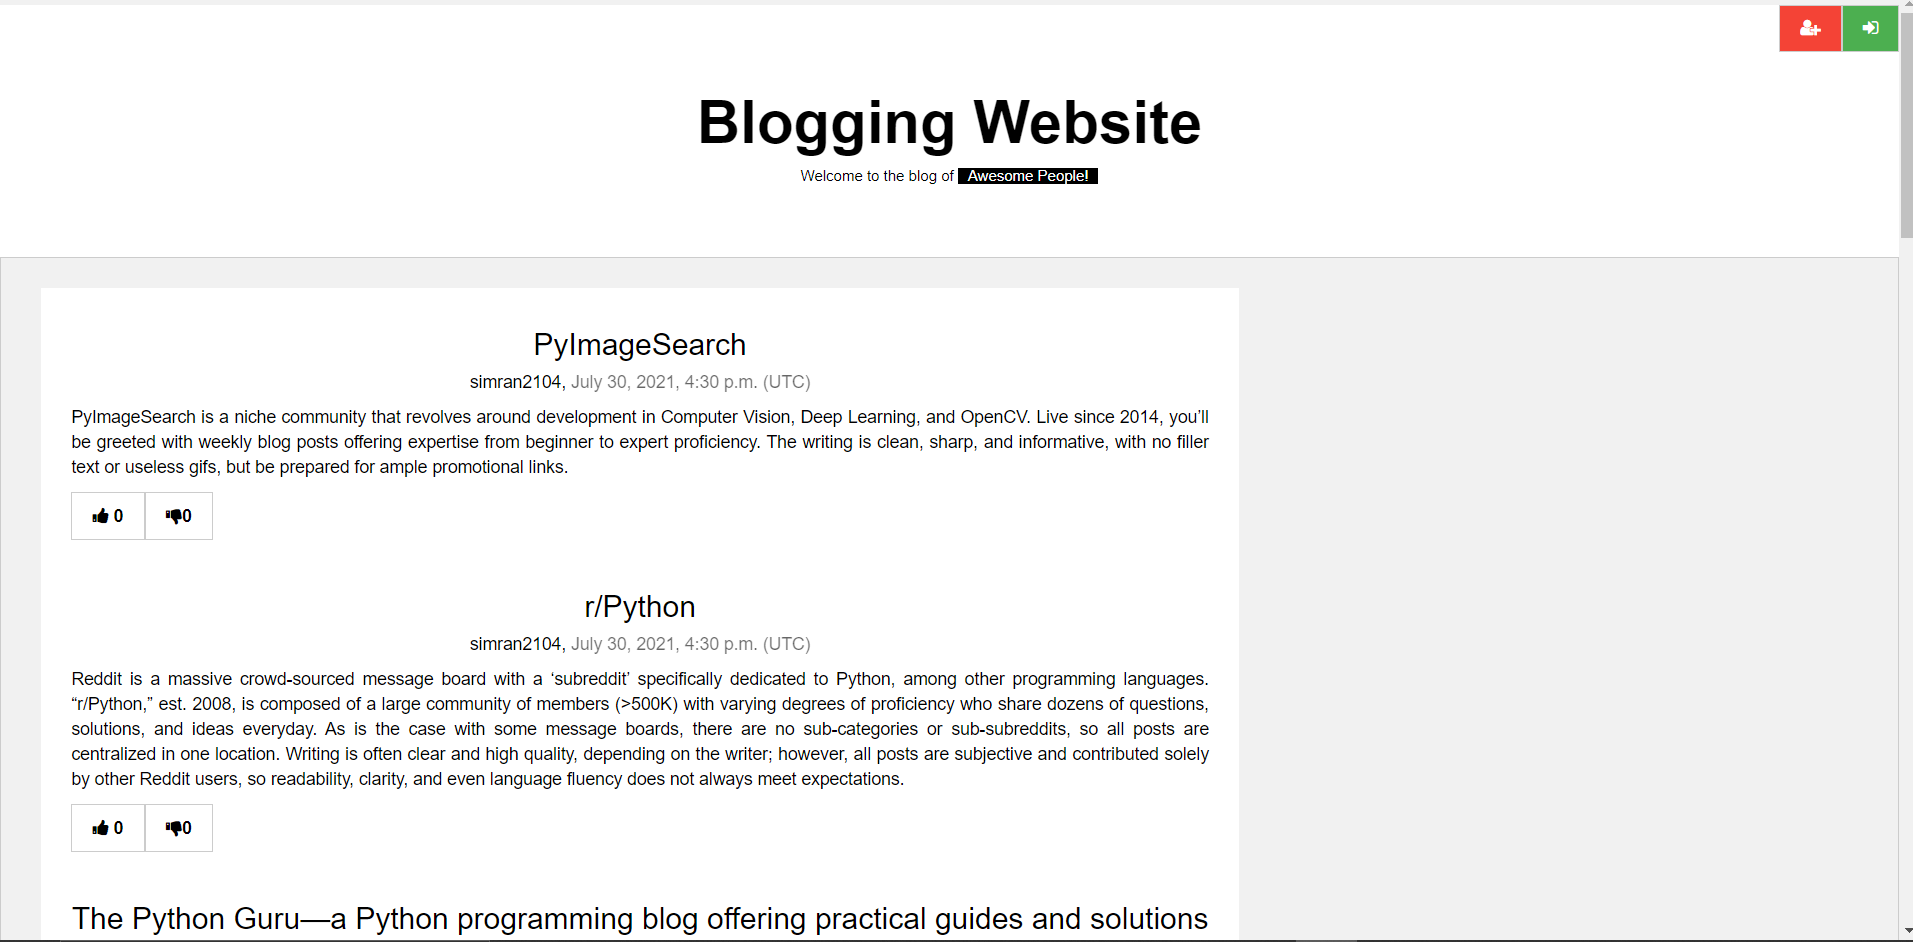 Blogging Website
Welcome to the blog of Awesome People!
PyImageSearch
simran2104, July 30, 2021, 4:30 p.m. (UTC)
PyImageSearch is a niche community that revolves around development in Computer Vision, Deep Learning, and OpenCV. Live since 2014, you’ll
be greeted with weekly blog posts offering expertise from beginner to expert proficiency. The writing is clean, sharp, and informative, with no filler
text or useless gifs, but be prepared for ample promotional links.
0 0
r/Python
simran2104, July 30, 2021, 4:30 p.m. (UTC)
Reddit is a massive crowd-sourced message board with a ‘subreddit’ specifically dedicated to Python, among other programming languages.
“r/Python,” est. 2008, is composed of a large community of members (>500K) with varying degrees of proficiency who share dozens of questions,
solutions, and ideas everyday. As is the case with some message boards, there are no sub-categories or sub-subreddits, so all posts are
centralized in one location. Writing is often clear and high quality, depending on the writer; however, all posts are subjective and contributed solely
by other Reddit users, so readability, clarity, and even language fluency does not always meet expectations.
0 0
The Python Guru—a Python programming blog offering practical guides and solutions